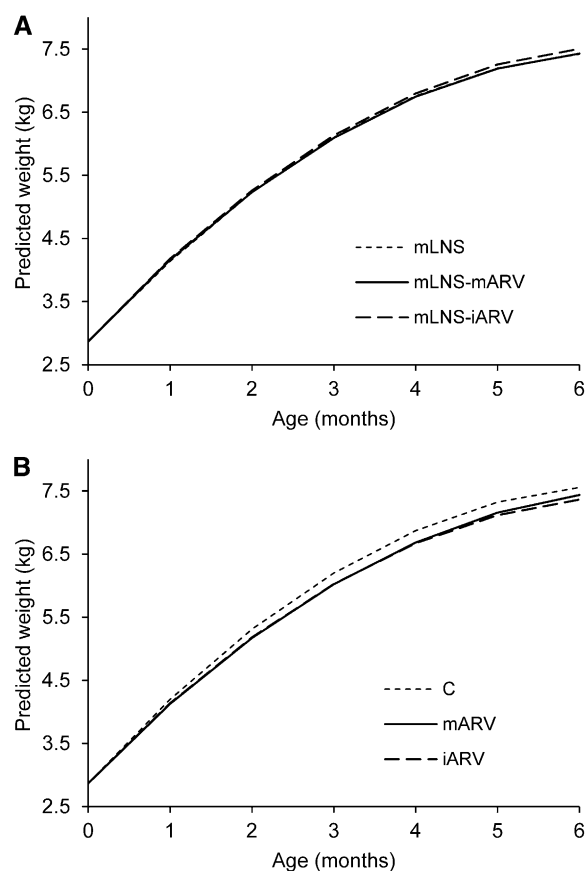 A
Predicted weight (kg)
7.5
6.5
5.5
4.5
3.5
2.5
mLNS
mLNS-mARV
mLNS-iARV
0 1 2 3 4 5 6
Age (months)
B
Predicted weight (kg)
7.5
6.5
5.5
4.5
3.5
2.5
C
mARV
iARV
0 1 2 3 4 5 6
Age (months)